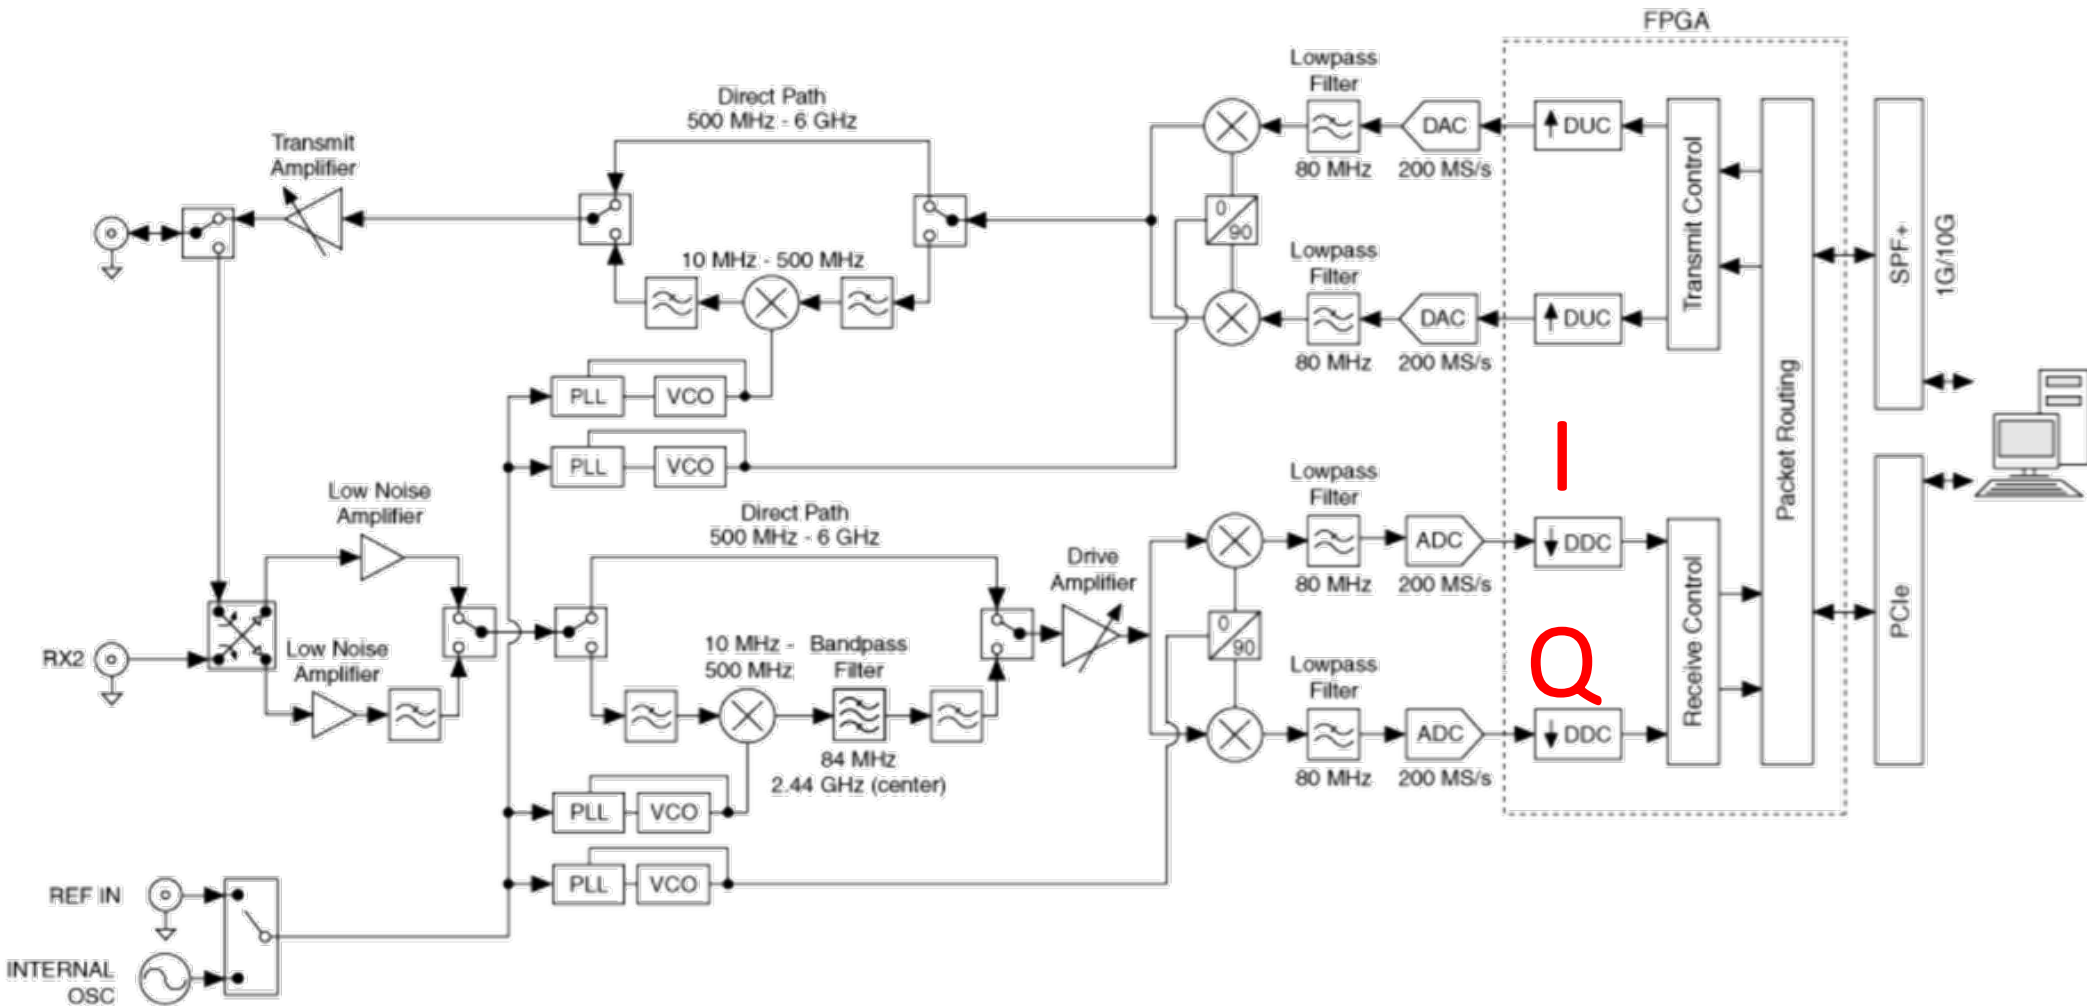 FPGA
Lowpass
Filter
Direct Path
500 MHz - 6 GHz
DAC
DUC
Transmit
Amplifier
80 MHz
200 MS/s
Transmit Control
0
90
SPF+
1G/10G
10 MHz - 500 MHz
Lowpass
Filter
DAC
DUC
80 MHz
200 MS/s
PLL
VCO
Packet Routing
PLL
VCO
I
Low Noise
Amplifier
Direct Path
500 MHz - 6 GHz
Lowpass
Filter
Drive
Amplifier
ADC
DDC
80 MHz
200 MS/s
Receive Control
PCIe
0
90
RX2
Low Noise
Amplifier
10 MHz -
500 MHz
Bandpass
Filter
Q
Lowpass
Filter
ADC
DDC
84 MHz
2.44 GHz (center)
80 MHz
200 MS/s
PLL
VCO
PLL
VCO
REF IN
INTERNAL
OSC